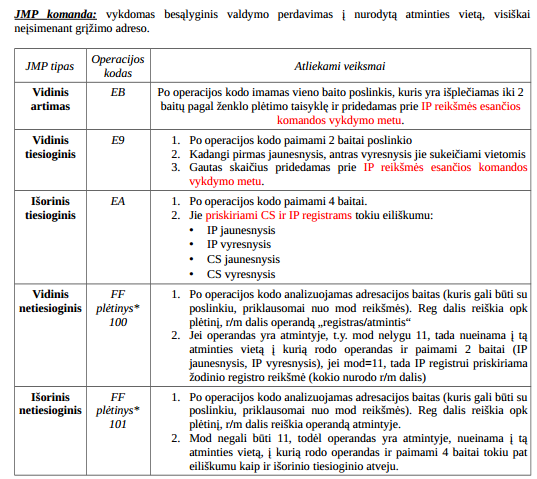 JMP komanda: vykdomas besąlyginis valdymo perdavimas į nurodytą atminties vietą, visiškai
neįsimenant grįžimo adreso.
JMP tipas
Operacijos
kodas
Atliekami veiksmai
Vidinis
artimas
EB
Po operacijos kodo imamas vieno baito poslinkis, kuris yra išplečiamas iki 2
baitų pagal ženklo plėtimo taisyklę ir pridedamas prie IP reikšmės esančios
komandos vykdymo metu.
Vidinis
tiesioginis
E9
1. Po operacijos kodo paimami 2 baitai poslinkio
2. Kadangi pirmas jaunesnysis, antras vyresnysis jie sukeičiami vietomis
3. Gautas skaičius pridedamas prie IP reikšmės esančios komandos
vykdymo metu.
Išorinis
tiesioginis
EA
1. Po operacijos kodo paimami 4 baitai.
2. Jie priskiriami CS ir IP registrams tokiu eiliškumu:
• IP jaunesnysis
• IP vyresnysis
• CS jaunesnysis
• CS vyresnysis
Vidinis
netiesioginis
FF
plėtinys*
100
1. Po operacijos kodo analizuojamas adresacijos baitas (kuris gali būti su
poslinkiu, priklausomai nuo mod reikšmės). Reg dalis reiškia opk
plėtinį, r/m dalis operandą „registras/atmintis“
2. Jei operandas yra atmintyje, t.y. mod nelygu 11, tada nueinama į tą
atminties vietą į kurią rodo operandas ir paimami 2 baitai (IP
jaunesnysis, IP vyresnysis), jei mod=11, tada IP registrui priskiriama
žodinio registro reikšmė (kokio nurodo r/m dalis)
Išorinis
netiesioginis
FF
plėtinys*
101
1. Po operacijos kodo analizuojamas adresacijos baitas (kuris gali būti su
poslinkiu, priklausomai nuo mod reikšmės). Reg dalis reiškia opk
plėtinį, r/m dalis reiškia operandą atmintyje.
2. Mod negali būti 11, todėl operandas yra atmintyje, nueinama į tą
atminties vietą, į kurią rodo operandas ir paimami 4 baitai tokiu pat
eiliškumu kaip ir išorinio tiesioginio atveju.